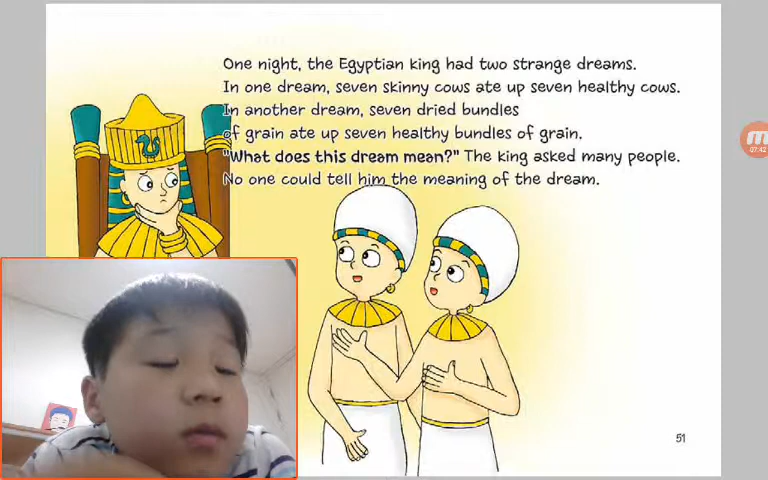 One night, the Egyptian king had two strange dreams.
In one dream, seven skinny cows ate up seven healthy cows.
In another dream, seven dried bundles
of grain ate up seven healthy bundles of grain.
"What does this dream mean?" The king asked many people.
No one could tell him the meaning of the dream.
51
07:42